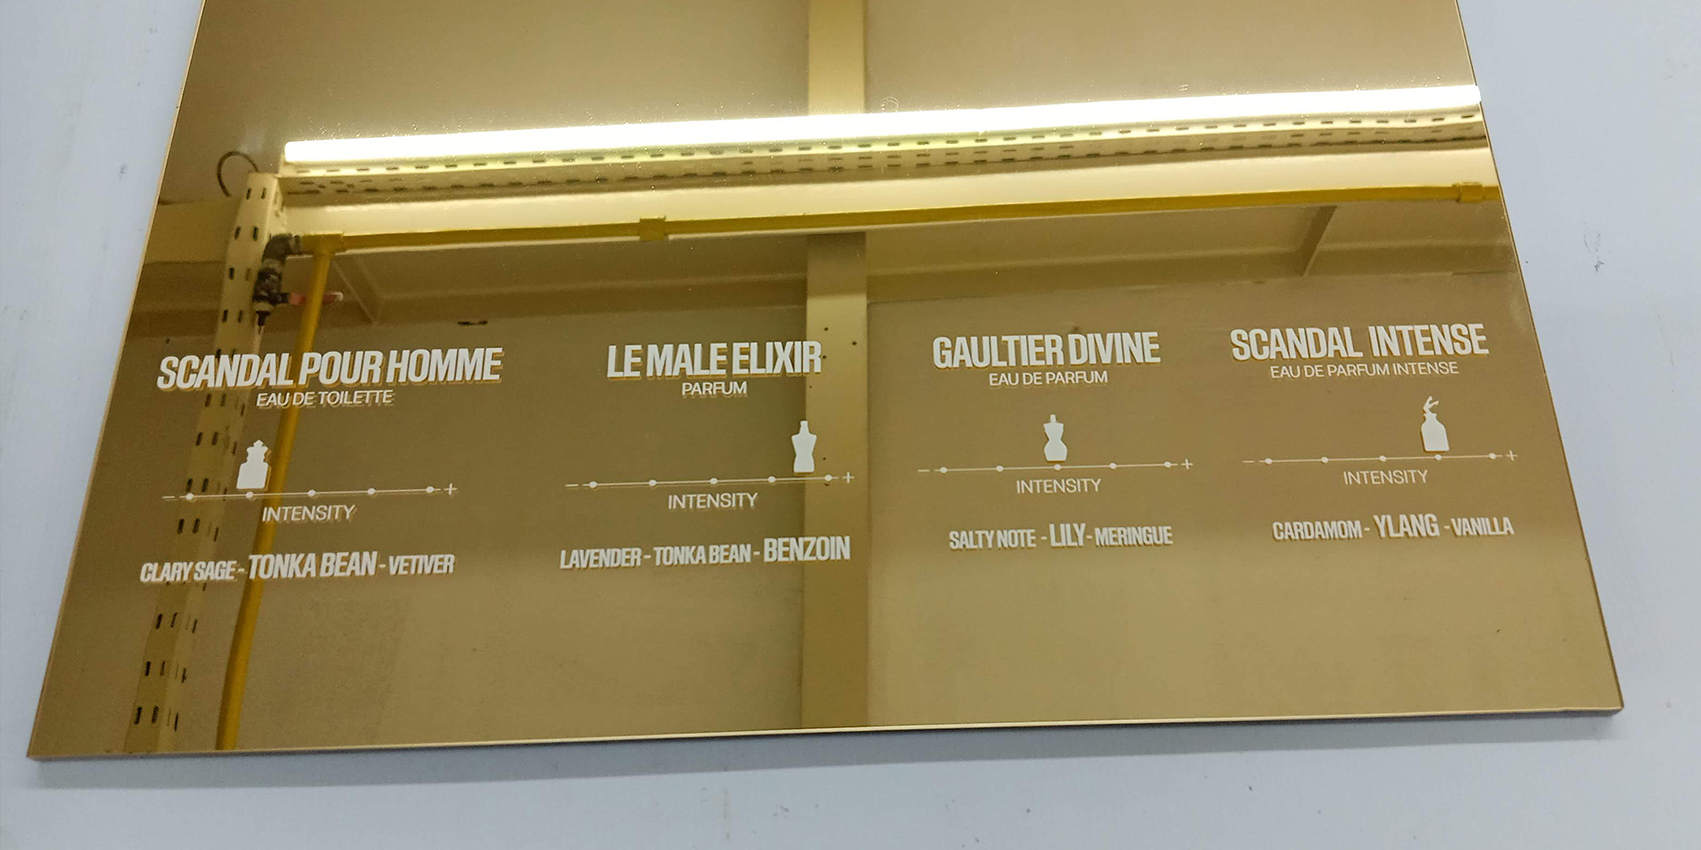 SCANDAL POUR HOMME
EAU DE TOILETTE
- +
INTENSITY
CLARY SAGE - TONKA BEAN - VETIVER
LE MALE ELIXIR
PARFUM
- +
INTENSITY
LAVENDER - TONKA BEAN - BENZOIN
GAULTIER DIVINE
EAU DE PARFUM
- +
INTENSITY
SALTY NOTE - LILY - MERINGUE
SCANDAL INTENSE
EAU DE PARFUM INTENSE
- +
INTENSITY
CARDAMOM - YLANG - VANILLA